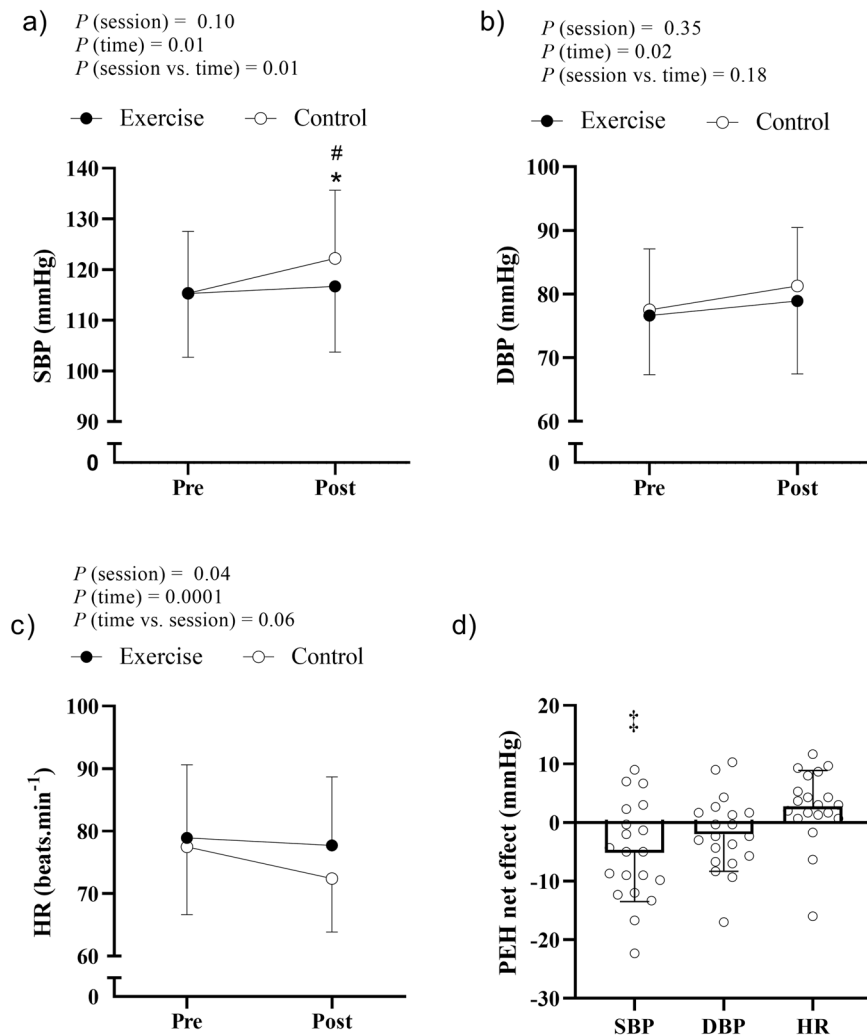 a)
P (session) = 0.10
P (time) = 0.01
P (session vs. time) = 0.01
Exercise Control
#
*
140
130
120
110
100
90
0
SBP (mmHg)
Pre Post
b)
P (session) = 0.35
P (time) = 0.02
P (session vs. time) = 0.18
Exercise Control
100
90
80
70
60
0
DBP (mmHg)
Pre Post
c)
P (session) = 0.04
P (time) = 0.0001
P (time vs. session) = 0.06
Exercise Control
100
90
80
70
60
0
HR (beats.min⁻¹)
Pre Post
d)
‡
20
10
0
-10
-20
-30
PEH net effect (mmHg)
SBP DBP HR